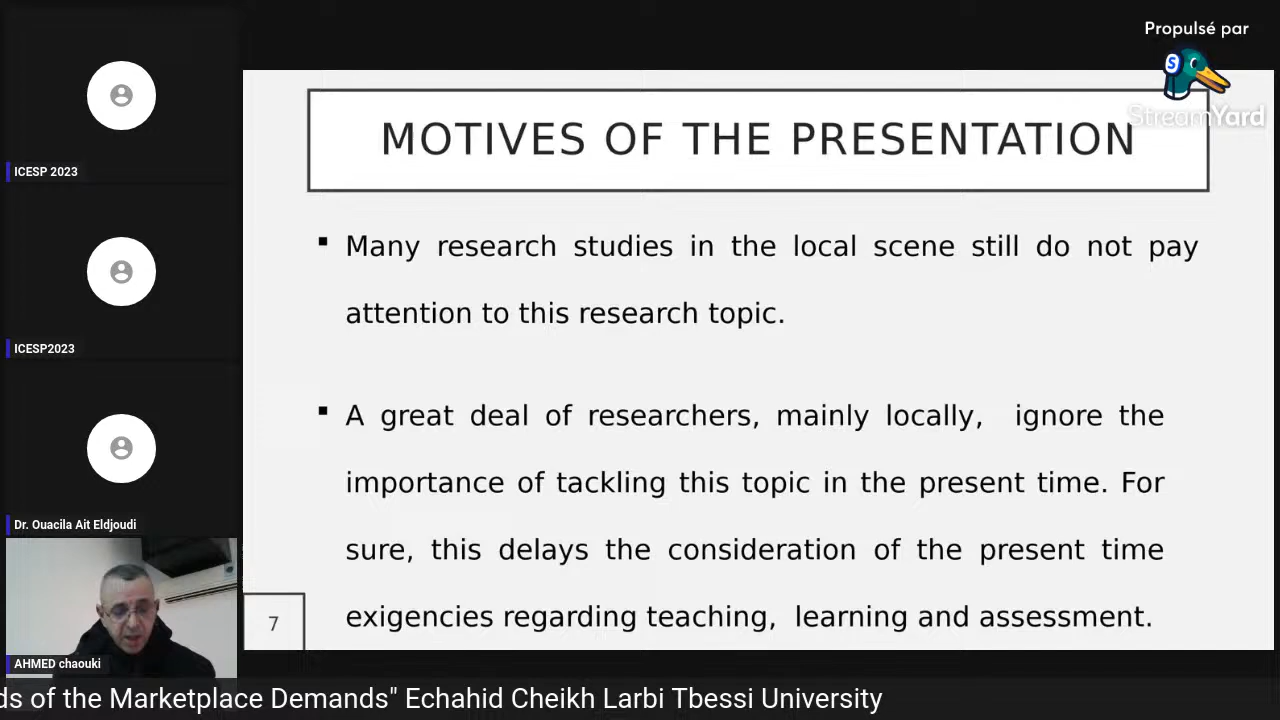 Propulsé par
S
StreamYard
MOTIVES OF THE PRESENTATION
ICESP 2023
▪ Many research studies in the local scene still do not pay
attention to this research topic.
ICESP2023
▪ A great deal of researchers, mainly locally, ignore the
importance of tackling this topic in the present time. For
sure, this delays the consideration of the present time
exigencies regarding teaching, learning and assessment.
Dr. Ouacila Ait Eldjoudi
7
AHMED chaouki
ds of the Marketplace Demands" Echahid Cheikh Larbi Tbessi University